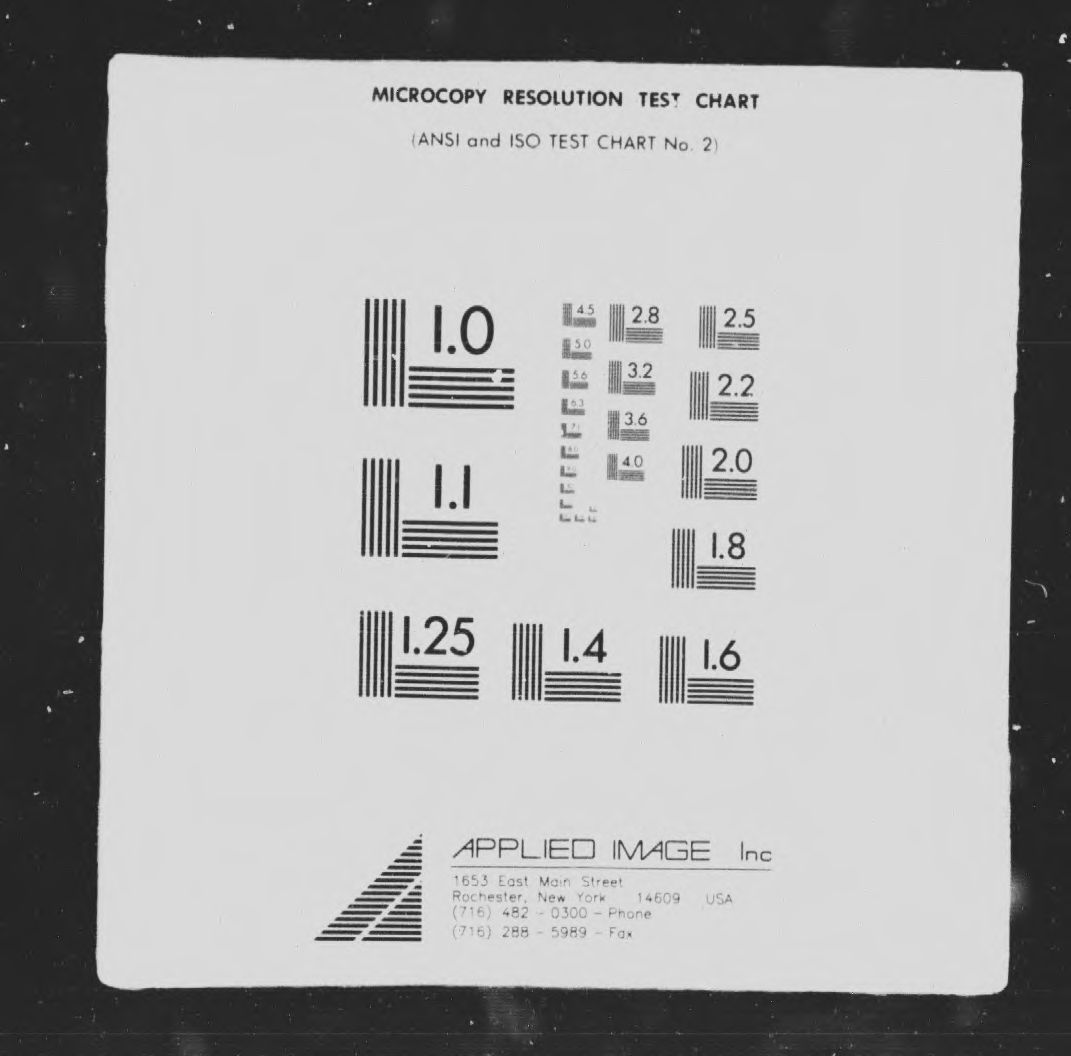 MICROCOPY RESOLUTION TEST CHART
(ANSI and ISO TEST CHART No. 2)
1.0
4.5
2.8
2.5
5.0
5.6
3.2
2.2
6.3
3.6
7.1
4.0
2.0
1.1
1.8
1.25
1.4
1.6
APPLIED IMAGE Inc
1653 East Main Street
Rochester, New York 14609 USA
(716) 482 - 0300 - Phone
(716) 288 - 5989 - Fax